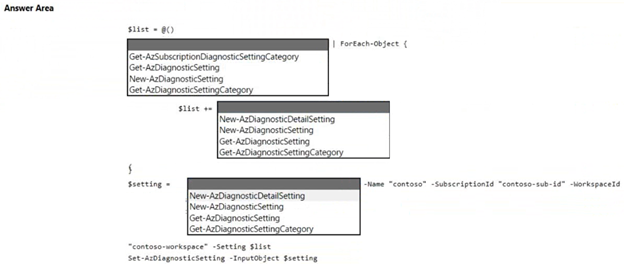 Answer Area
$list = @()
| ForEach-Object {
Get-AzSubscriptionDiagnosticSettingCategory
Get-AzDiagnosticSetting
New-AzDiagnosticSetting
Get-AzDiagnosticSettingCategory
$list +=
New-AzDiagnosticDetailSetting
New-AzDiagnosticSetting
Get-AzDiagnosticSetting
Get-AzDiagnosticSettingCategory
}
$setting = -Name "contoso" -SubscriptionId "contoso-sub-id" -WorkspaceId
New-AzDiagnosticDetailSetting
New-AzDiagnosticSetting
Get-AzDiagnosticSetting
Get-AzDiagnosticSettingCategory
"contoso-workspace" -Setting $list
Set-AzDiagnosticSetting -InputObject $setting